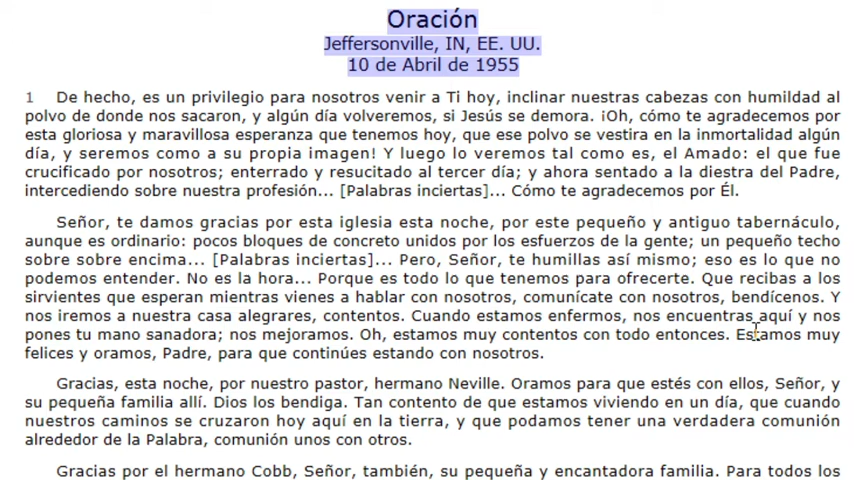 Oración
Jeffersonville, IN, EE. UU.
10 de Abril de 1955
1 De hecho, es un privilegio para nosotros venir a Ti hoy, inclinar nuestras cabezas con humildad al
polvo de donde nos sacaron, y algún día volveremos, si Jesús se demora. ¡Oh, cómo te agradecemos por
esta gloriosa y maravillosa esperanza que tenemos hoy, que ese polvo se vestira en la inmortalidad algún
día, y seremos como a su propia imagen! Y luego lo veremos tal como es, el Amado: el que fue
crucificado por nosotros; enterrado y resucitado al tercer día; y ahora sentado a la diestra del Padre,
intercediendo sobre nuestra profesión... [Palabras inciertas]... Cómo te agradecemos por Él.
Señor, te damos gracias por esta iglesia esta noche, por este pequeño y antiguo tabernáculo,
aunque es ordinario: pocos bloques de concreto unidos por los esfuerzos de la gente; un pequeño techo
sobre sobre encima... [Palabras inciertas]... Pero, Señor, te humillas así mismo; eso es lo que no
podemos entender. No es la hora... Porque es todo lo que tenemos para ofrecerte. Que recibas a los
sirvientes que esperan mientras vienes a hablar con nosotros, comunícate con nosotros, bendícenos. Y
nos iremos a nuestra casa alegrares, contentos. Cuando estamos enfermos, nos encuentras aquí y nos
pones tu mano sanadora; nos mejoramos. Oh, estamos muy contentos con todo entonces. Estamos muy
felices y oramos, Padre, para que continúes estando con nosotros.
Gracias, esta noche, por nuestro pastor, hermano Neville. Oramos para que estés con ellos, Señor, y
su pequeña familia allí. Dios los bendiga. Tan contento de que estamos viviendo en un día, que cuando
nuestros caminos se cruzaron hoy aquí en la tierra, y que podamos tener una verdadera comunión
alrededor de la Palabra, comunión unos con otros.
Gracias por el hermano Cobb, Señor, también, su pequeña y encantadora familia. Para todos los